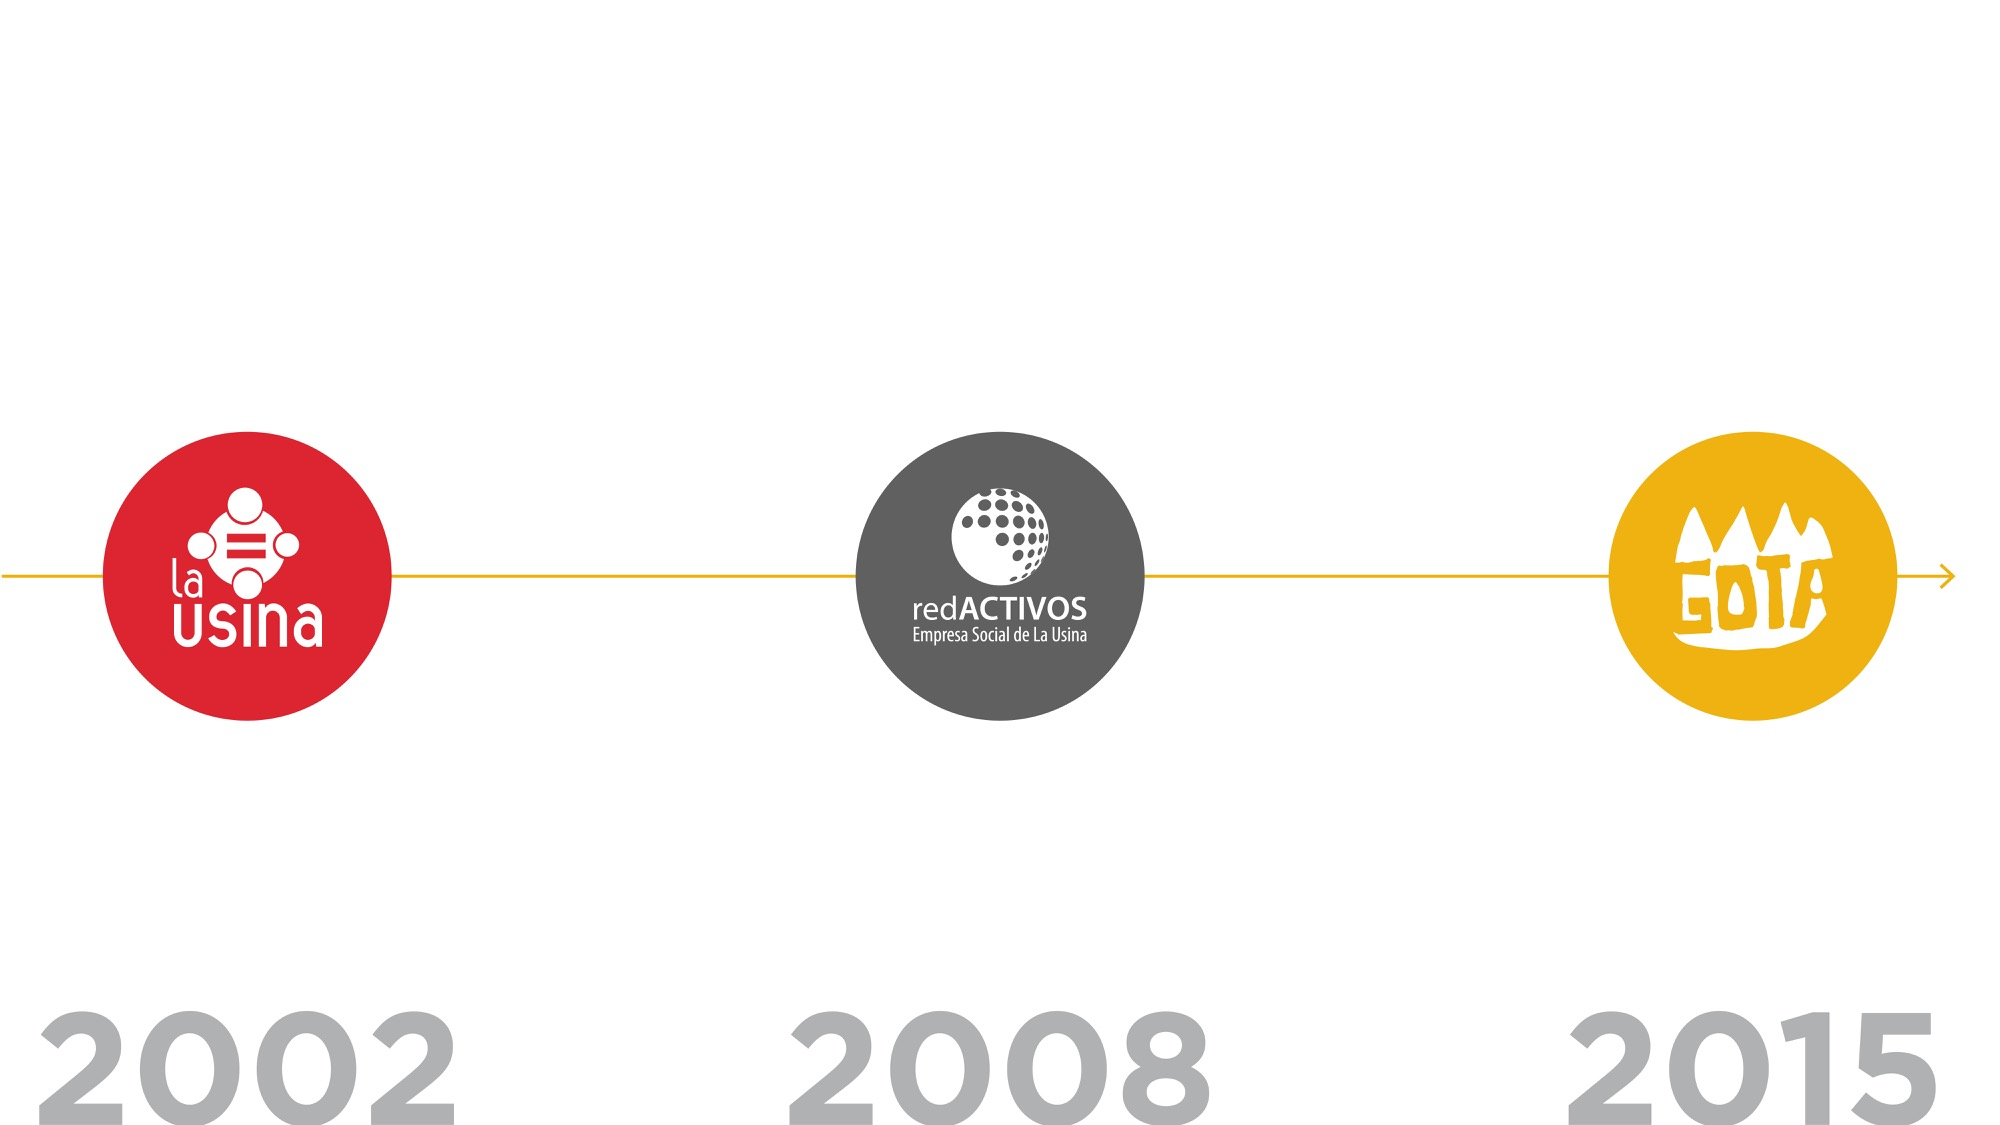 la
usina
redACTIVOS
Empresa Social de La Usina
GOTA
2002
2008
2015